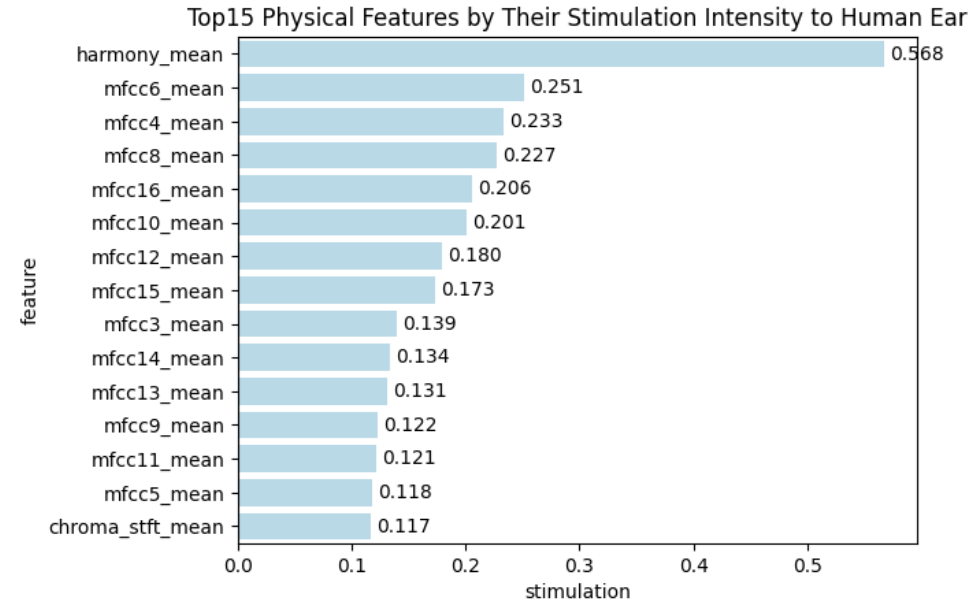 Top15 Physical Features by Their Stimulation Intensity to Human Ear
harmony_mean 0.568
mfcc6_mean 0.251
mfcc4_mean 0.233
mfcc8_mean 0.227
mfcc16_mean 0.206
mfcc10_mean 0.201
mfcc12_mean 0.180
mfcc15_mean 0.173
mfcc3_mean 0.139
mfcc14_mean 0.134
mfcc13_mean 0.131
mfcc9_mean 0.122
mfcc11_mean 0.121
mfcc5_mean 0.118
chroma_stft_mean 0.117
feature
0.0 0.1 0.2 0.3 0.4 0.5
stimulation